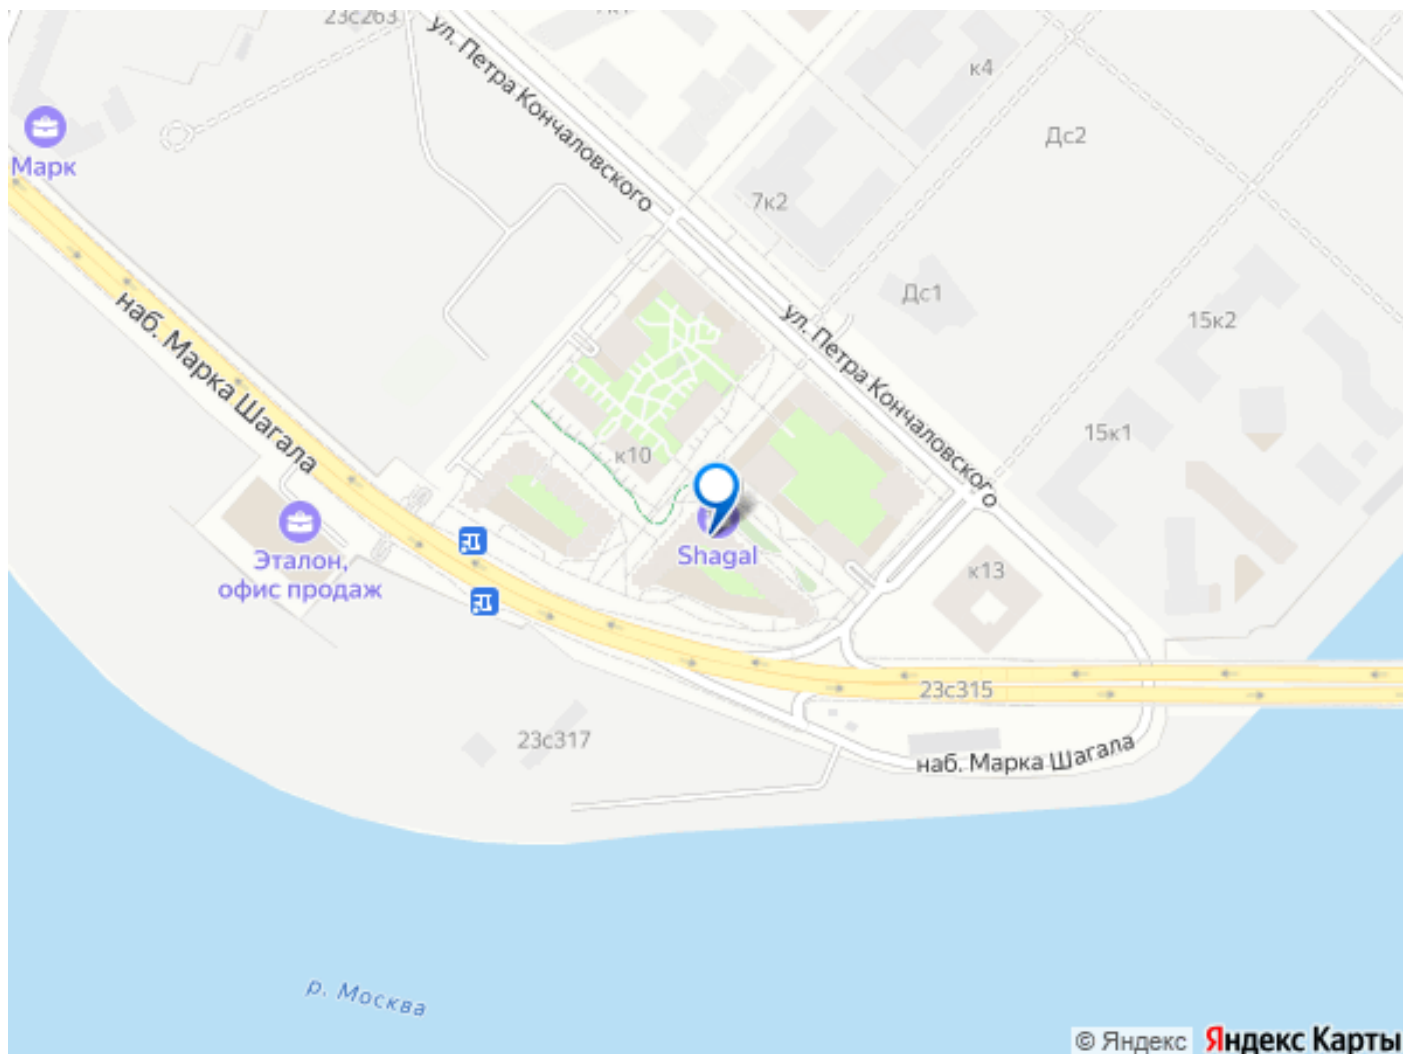 23с263
ул. Петра Кончаловского
к4
Марк
Дс2
7к2
Дс1
ул. Петра Кончаловского
15к2
наб. Марка Шагала
15к1
к10
Shagal
Эталон,
офис продаж
к13
23с315
23с317
наб. Марка Шагала
р. Москва
© Яндекс Яндекс Карты